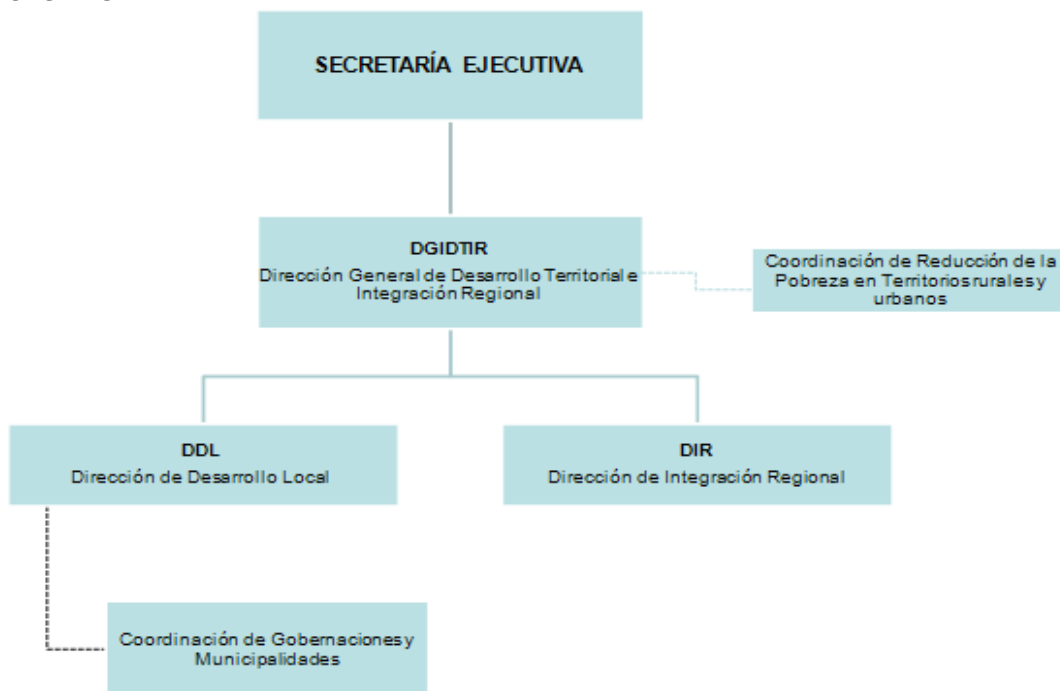 SECRETARÍA EJECUTIVA
DGIDTIR
Dirección General de Desarrollo Territorial e
Integración Regional
Coordinación de Reducción de la
Pobreza en Territorios rurales y
urbanos
DDL
Dirección de Desarrollo Local
DIR
Dirección de Integración Regional
Coordinación de Gobernaciones y
Municipalidades